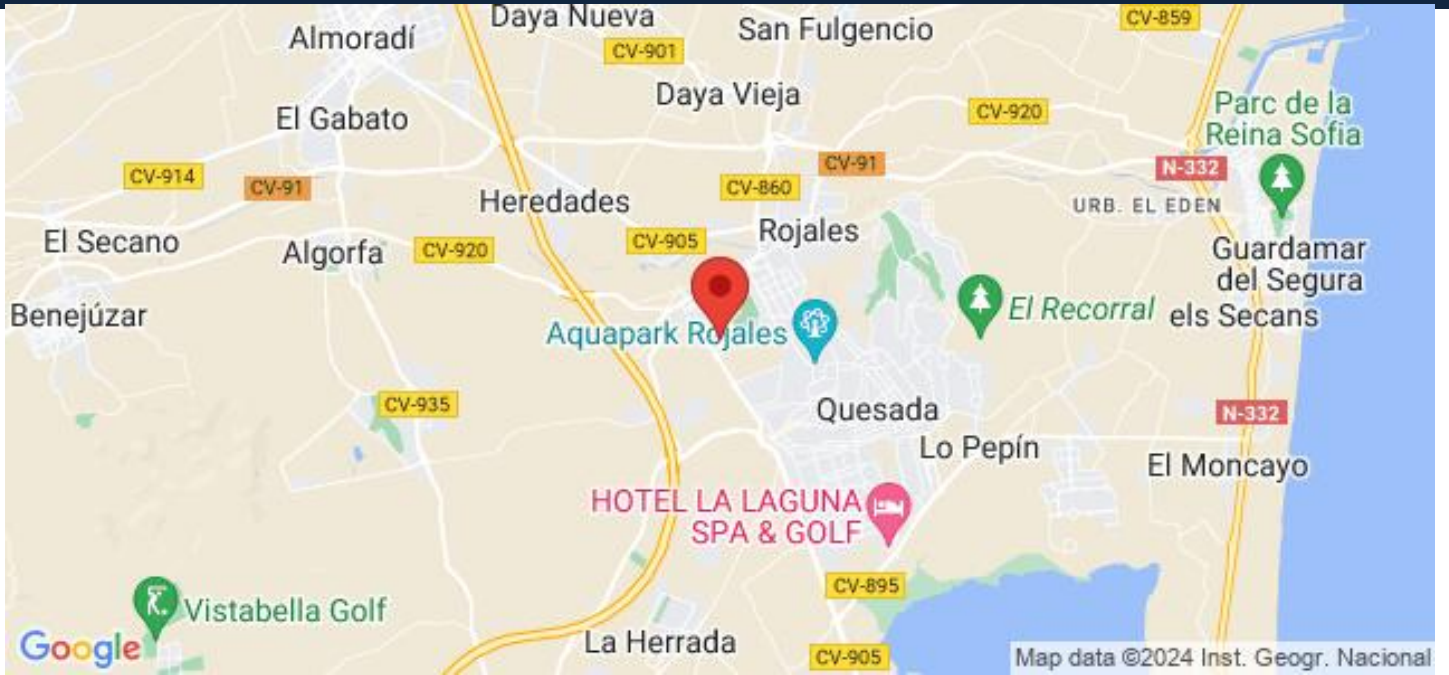 Daya Nueva
CV-859
San Fulgencio
Almoradí
CV-901
Daya Vieja
Parc de la
Reina Sofia
CV-920
El Gabato
CV-91
N-332
CV-914
CV-91
CV-860
Heredades
URB. EL EDEN
Rojales
El Secano
Algorfa
CV-920
CV-905
Guardamar
del Segura
Benejúzar
El Recorral
els Secans
Aquapark Rojales
CV-935
Quesada
N-332
Lo Pepín
El Moncayo
HOTEL LA LAGUNA
SPA & GOLF
CV-895
Vistabella Golf
La Herrada
Google
CV-905
Map data ©2024 Inst. Geogr. Nacional